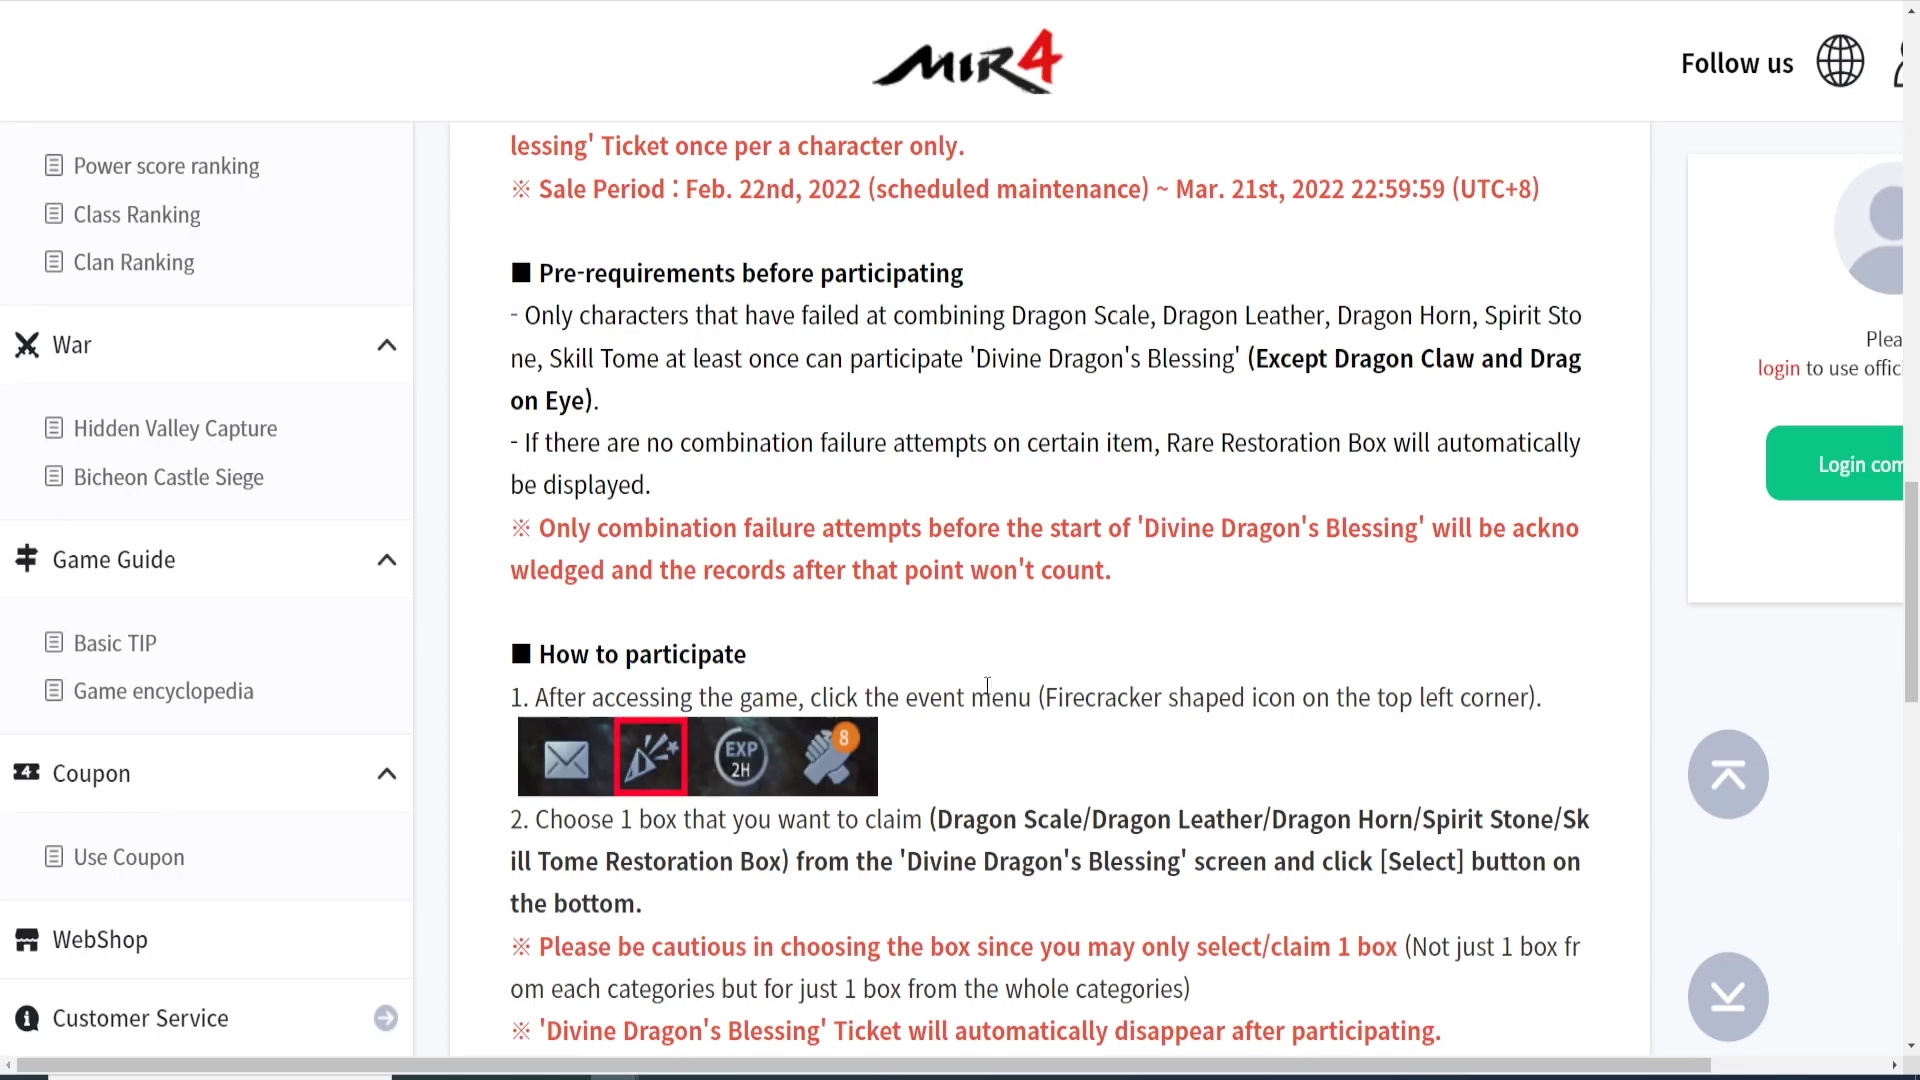 MIR4
Follow us
Power score ranking
Class Ranking
Clan Ranking
War
Hidden Valley Capture
Bicheon Castle Siege
Game Guide
Basic TIP
Game encyclopedia
Coupon
Use Coupon
WebShop
Customer Service
lessing' Ticket once per a character only.
※ Sale Period : Feb. 22nd, 2022 (scheduled maintenance) ~ Mar. 21st, 2022 22:59:59 (UTC+8)
■ Pre-requirements before participating
- Only characters that have failed at combining Dragon Scale, Dragon Leather, Dragon Horn, Spirit Sto
ne, Skill Tome at least once can participate 'Divine Dragon's Blessing' (Except Dragon Claw and Drag
on Eye).
- If there are no combination failure attempts on certain item, Rare Restoration Box will automatically
be displayed.
※ Only combination failure attempts before the start of 'Divine Dragon's Blessing' will be ackno
wledged and the records after that point won't count.
■ How to participate
1. After accessing the game, click the event menu (Firecracker shaped icon on the top left corner).
EXP
2H
8
2. Choose 1 box that you want to claim (Dragon Scale/Dragon Leather/Dragon Horn/Spirit Stone/Sk
ill Tome Restoration Box) from the 'Divine Dragon's Blessing' screen and click [Select] button on
the bottom.
※ Please be cautious in choosing the box since you may only select/claim 1 box (Not just 1 box fr
om each categories but for just 1 box from the whole categories)
※ 'Divine Dragon's Blessing' Ticket will automatically disappear after participating.
Plea
login to use offic
Login com